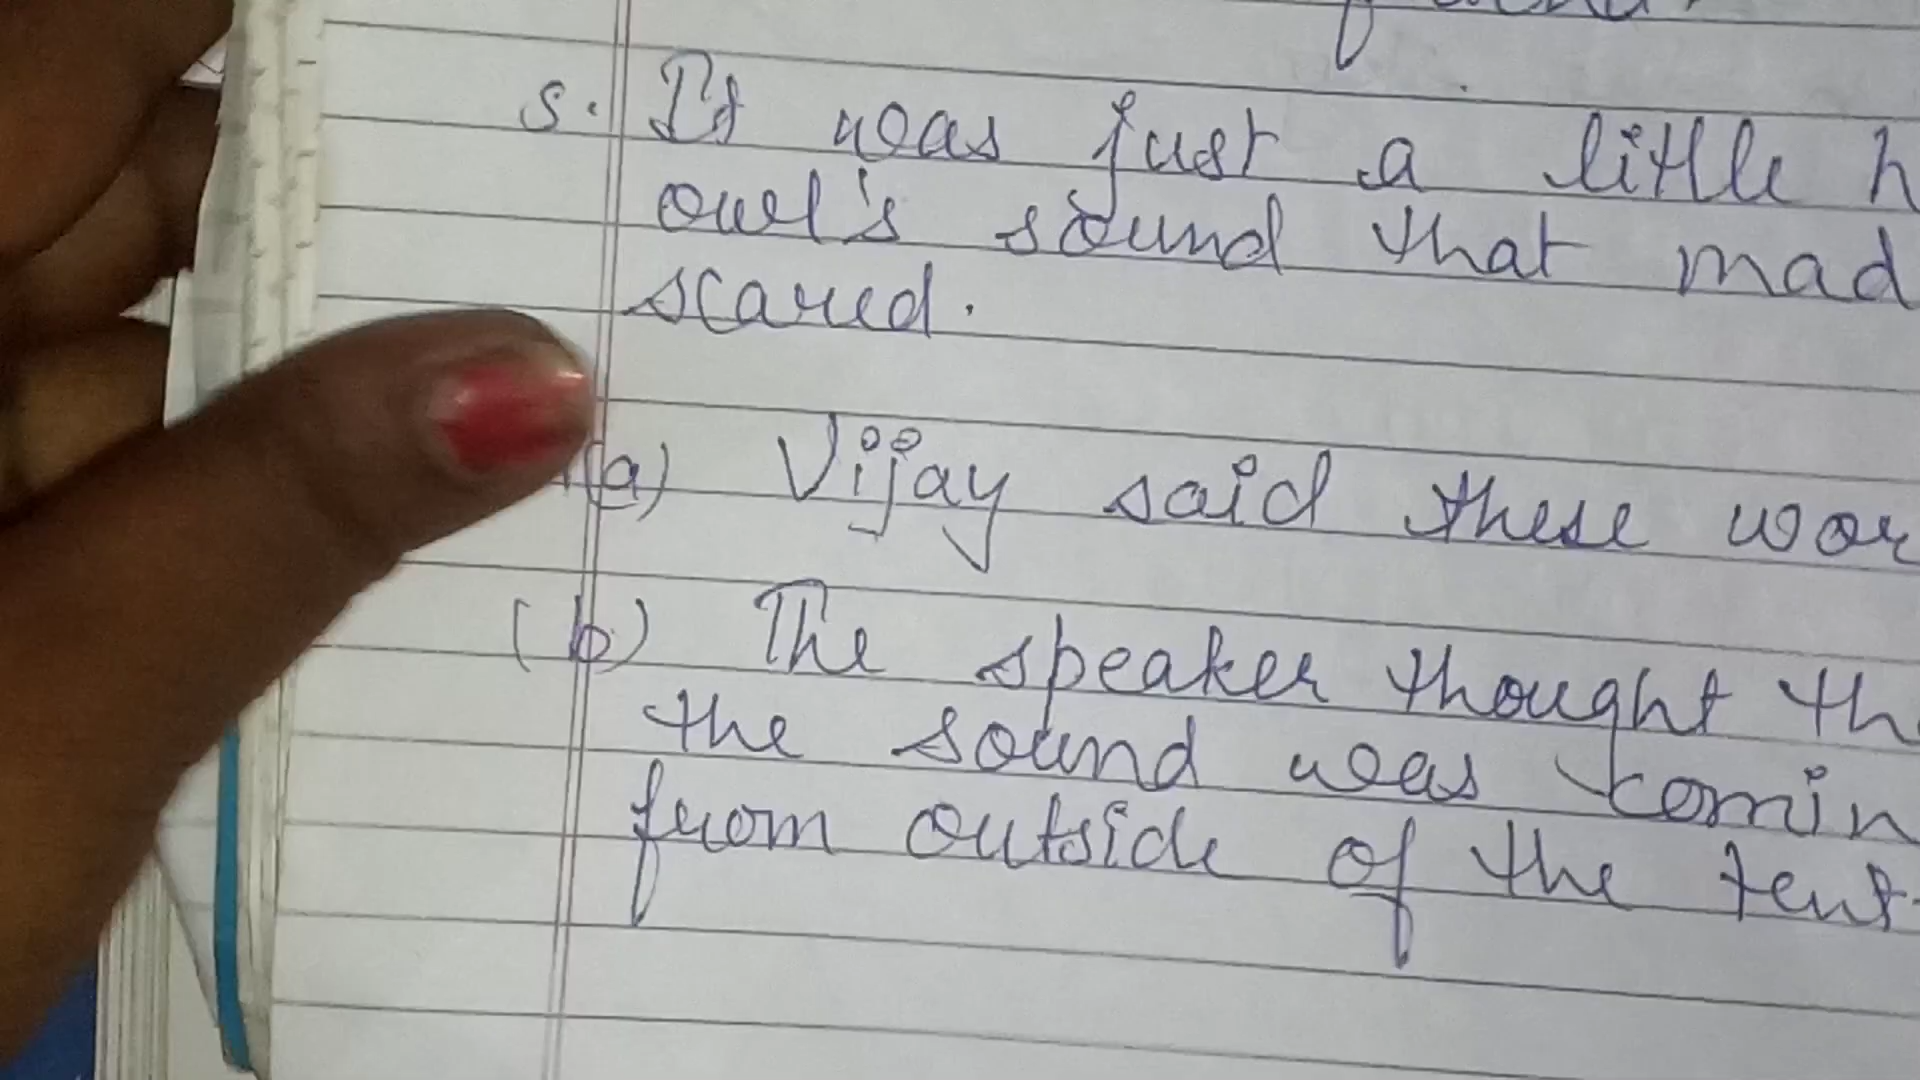 5. It was just a little h
owl's sound that mad
scared.
(a) Vijay said these wor
(b) The speaker thought th
the sound was comin
from outside of the tent.